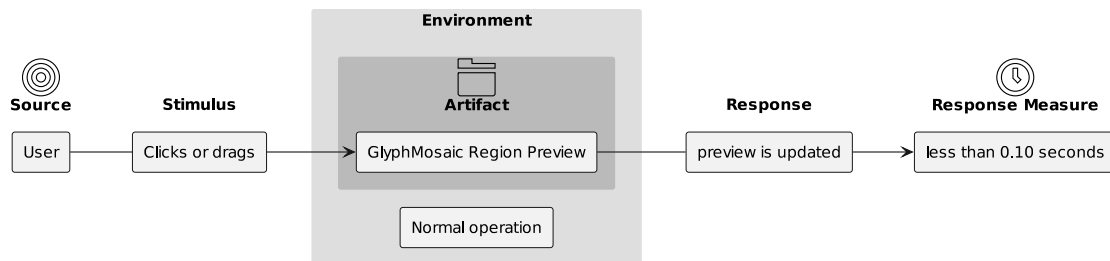 Environment
Source
Stimulus
Artifact
Response
Response Measure
User
Clicks or drags
GlyphMosaic Region Preview
preview is updated
less than 0.10 seconds
Normal operation